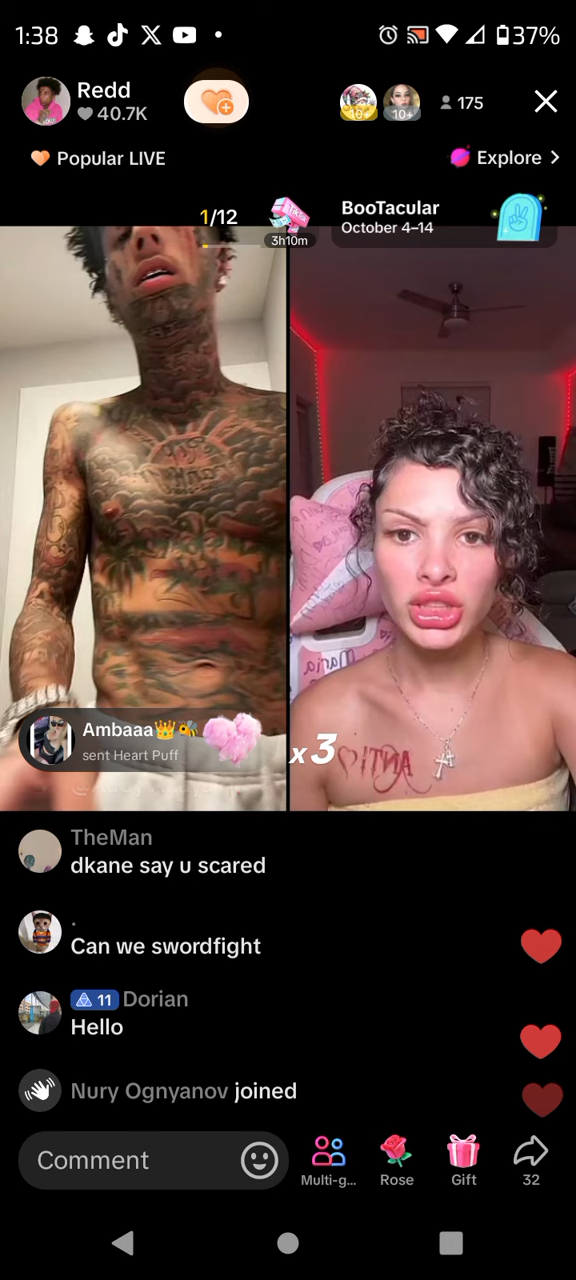 1:38
37%
Redd
40.7K
10+
10+
175
Popular LIVE
Explore >
1/12
3h10m
BooTacular
October 4–14
Maria
ANTI
Ambaaa
sent Heart Puff
x3
TheMan
dkane say u scared
.
Can we swordfight
11 Dorian
Hello
Nury Ognyanov joined
Comment
Multi-g...
Rose
Gift
32